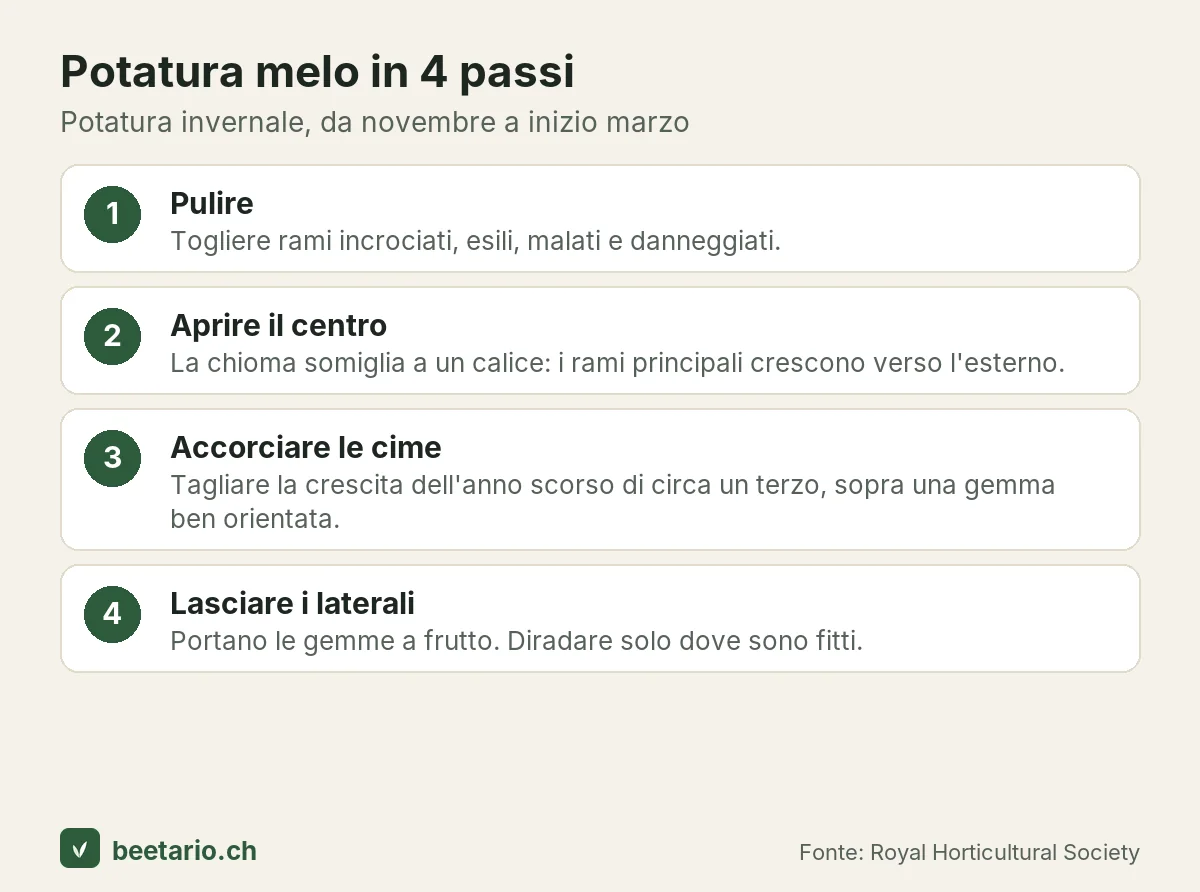 Potatura melo in 4 passi
Potatura invernale, da novembre a inizio marzo
1
Pulire
Togliere rami incrociati, esili, malati e danneggiati.
2
Aprire il centro
La chioma somiglia a un calice: i rami principali crescono verso l'esterno.
3
Accorciare le cime
Tagliare la crescita dell'anno scorso di circa un terzo, sopra una gemma
ben orientata.
4
Lasciare i laterali
Portano le gemme a frutto. Diradare solo dove sono fitti.
beetario.ch
Fonte: Royal Horticultural Society